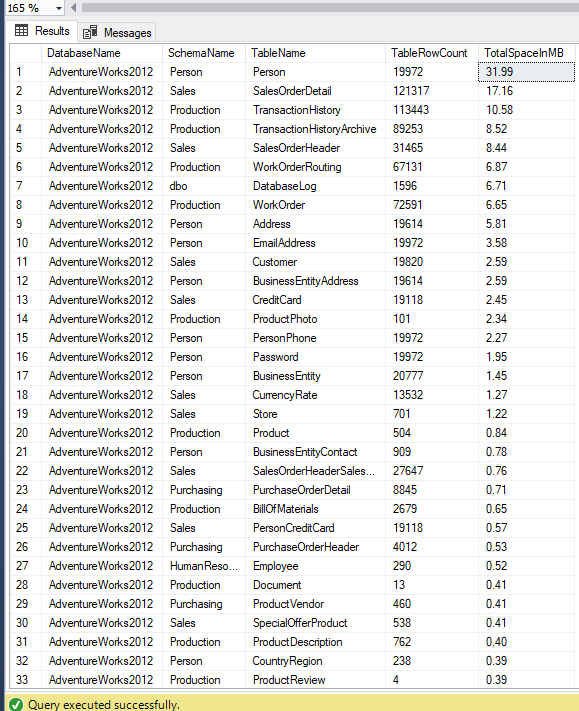 165 %
Results Messages
DatabaseName SchemaName TableName TableRowCount TotalSpaceInMB
1 AdventureWorks2012 Person Person 19972 31.99
2 AdventureWorks2012 Sales SalesOrderDetail 121317 17.16
3 AdventureWorks2012 Production TransactionHistory 113443 10.58
4 AdventureWorks2012 Production TransactionHistoryArchive 89253 8.52
5 AdventureWorks2012 Sales SalesOrderHeader 31465 8.44
6 AdventureWorks2012 Production WorkOrderRouting 67131 6.87
7 AdventureWorks2012 dbo DatabaseLog 1596 6.71
8 AdventureWorks2012 Production WorkOrder 72591 6.65
9 AdventureWorks2012 Person Address 19614 5.81
10 AdventureWorks2012 Person EmailAddress 19972 3.58
11 AdventureWorks2012 Sales Customer 19820 2.59
12 AdventureWorks2012 Person BusinessEntityAddress 19614 2.59
13 AdventureWorks2012 Sales CreditCard 19118 2.45
14 AdventureWorks2012 Production ProductPhoto 101 2.34
15 AdventureWorks2012 Person PersonPhone 19972 2.27
16 AdventureWorks2012 Person Password 19972 1.95
17 AdventureWorks2012 Person BusinessEntity 20777 1.45
18 AdventureWorks2012 Sales CurrencyRate 13532 1.27
19 AdventureWorks2012 Sales Store 701 1.22
20 AdventureWorks2012 Production Product 504 0.84
21 AdventureWorks2012 Person BusinessEntityContact 909 0.78
22 AdventureWorks2012 Sales SalesOrderHeaderSales... 27647 0.76
23 AdventureWorks2012 Purchasing PurchaseOrderDetail 8845 0.71
24 AdventureWorks2012 Production BillOfMaterials 2679 0.65
25 AdventureWorks2012 Sales PersonCreditCard 19118 0.57
26 AdventureWorks2012 Purchasing PurchaseOrderHeader 4012 0.53
27 AdventureWorks2012 HumanReso... Employee 290 0.52
28 AdventureWorks2012 Production Document 13 0.41
29 AdventureWorks2012 Purchasing ProductVendor 460 0.41
30 AdventureWorks2012 Sales SpecialOfferProduct 538 0.41
31 AdventureWorks2012 Production ProductDescription 762 0.40
32 AdventureWorks2012 Person CountryRegion 238 0.39
33 AdventureWorks2012 Production ProductReview 4 0.39
Query executed successfully.